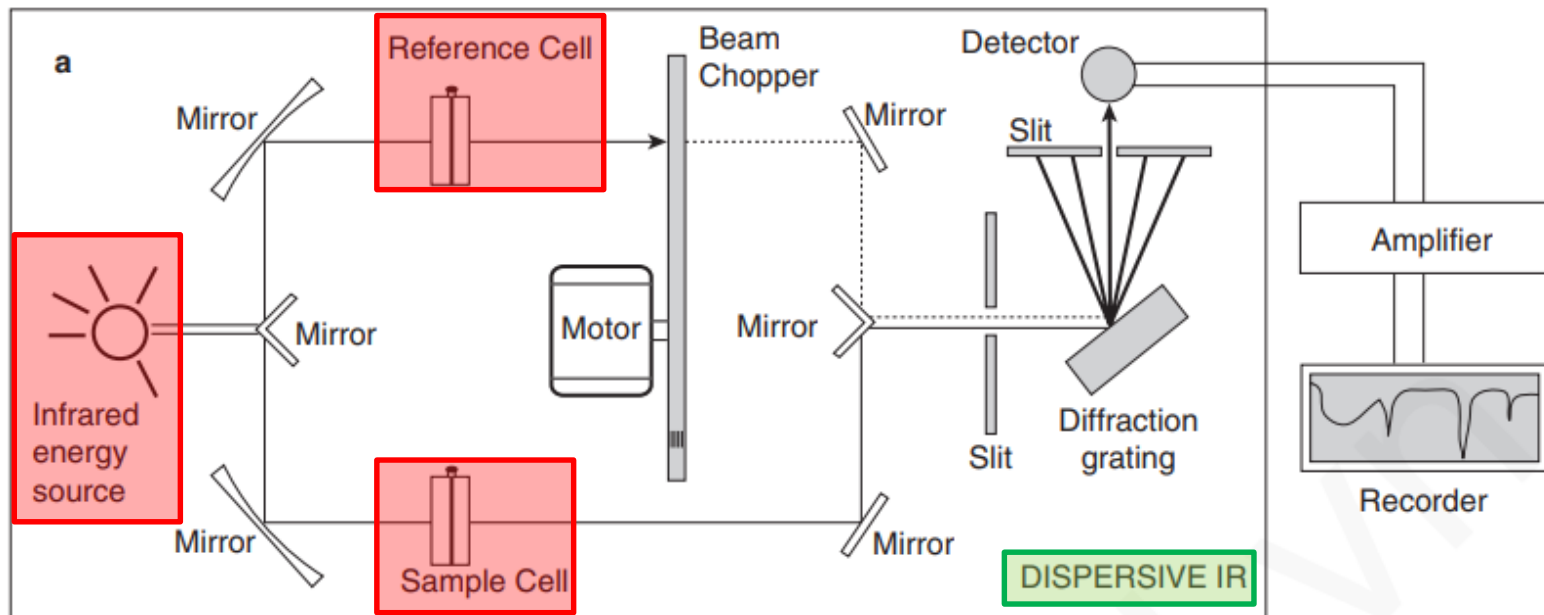 a
Reference Cell
Beam
Chopper
Detector
Mirror
Mirror
Slit
Amplifier
Motor
Mirror
Mirror
Infrared
energy
source
Slit
Diffraction
grating
Recorder
Mirror
Sample Cell
Mirror
DISPERSIVE IR